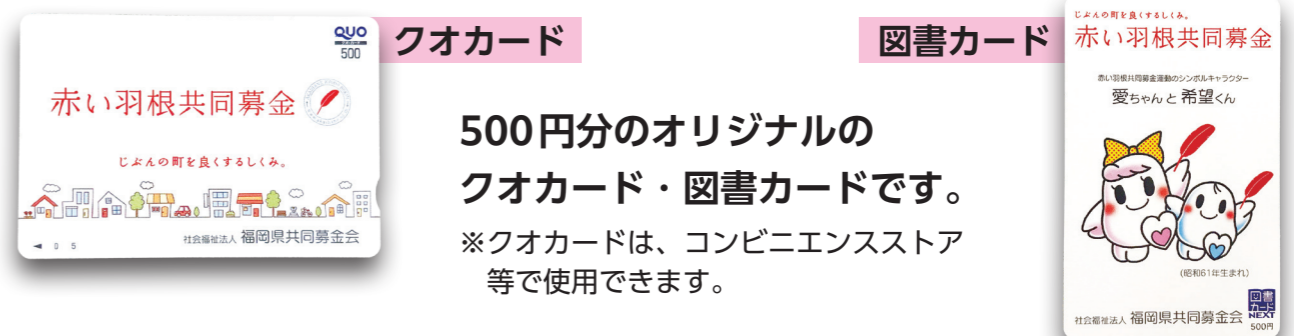 QUO
クオカード
500
赤い羽根共同募金
じぶんの町を良くするしくみ。
◄ 0 5
社会福祉法人 福岡県共同募金会
クオカード
500円分のオリジナルの
クオカード・図書カードです。
※クオカードは、コンビニエンスストア
等で使用できます。
図書カード
じぶんの町を良くするしくみ。
赤い羽根共同募金
赤い羽根共同募金運動のシンボルキャラクター
愛ちゃんと希望くん
(昭和61年生まれ)
図書
カード
NEXT
社会福祉法人 福岡県共同募金会
500円